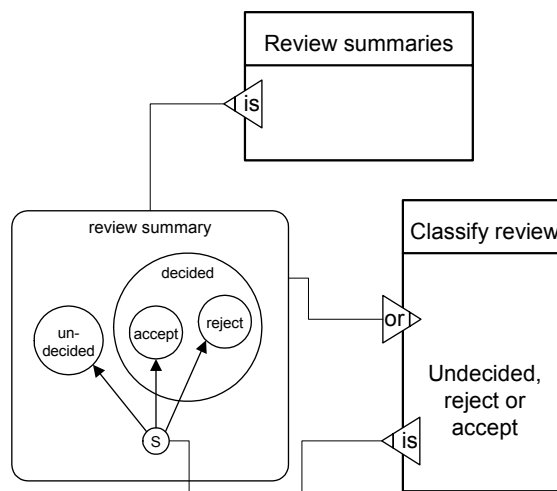 Review summaries
is
review summary
Classify review
decided
un-
decided
accept
reject
or
Undecided,
reject or
accept
S
is